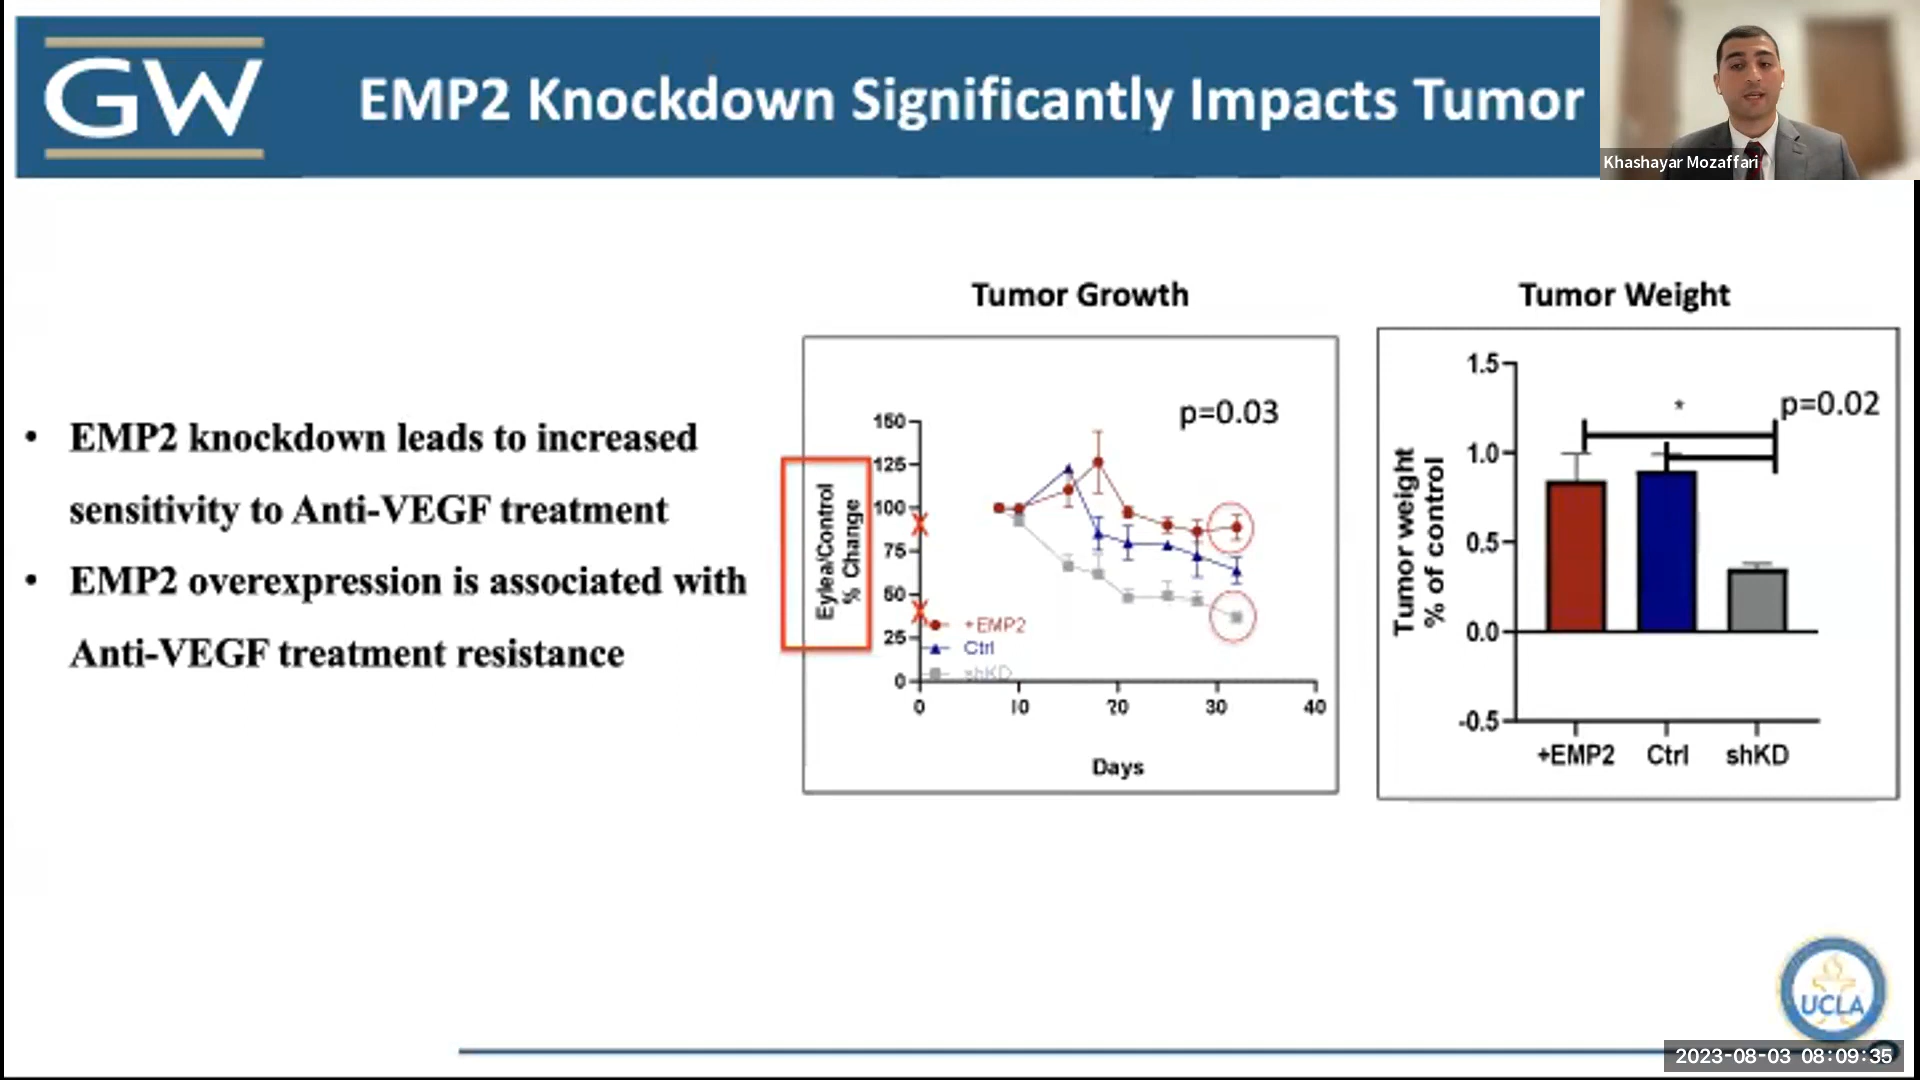 GW
EMP2 Knockdown Significantly Impacts Tumor
Khashayar Mozaffari
• EMP2 knockdown leads to increased
sensitivity to Anti-VEGF treatment
• EMP2 overexpression is associated with
Anti-VEGF treatment resistance
Tumor Growth
p=0.03
Eylea/Control
% Change
150
125
100
75
50
25
0
+EMP2
Ctrl
shKD
0 10 20 30 40
Days
Tumor Weight
* p=0.02
Tumor weight
% of control
1.5
1.0
0.5
0.0
-0.5
+EMP2 Ctrl shKD
UCLA
2023-08-03 08:09:35